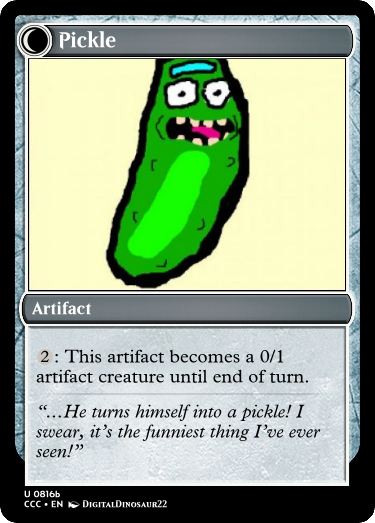 Pickle
Artifact
2: This artifact becomes a 0/1
artifact creature until end of turn.
“…He turns himself into a pickle! I
swear, it’s the funniest thing I’ve ever
seen!”
U 0816b
CCC • EN DigitalDinosaur22